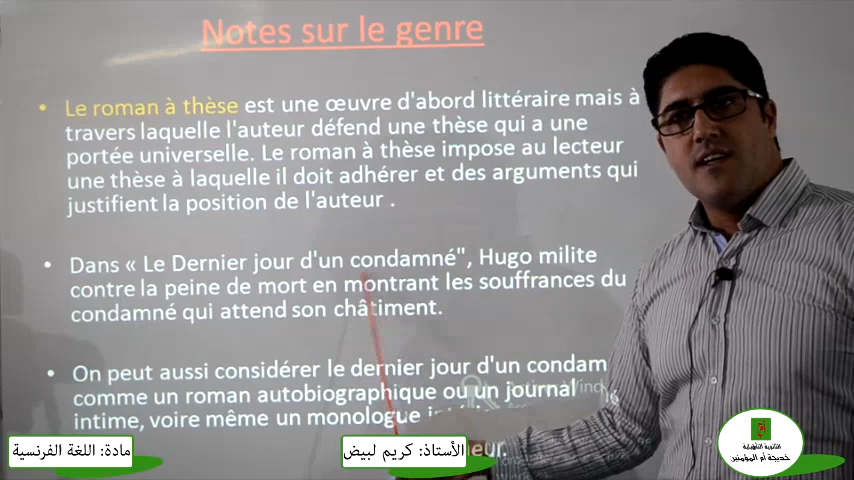 Notes sur le genre
• Le roman à thèse est une œuvre d'abord littéraire mais à
travers laquelle l'auteur défend une thèse qui a une
portée universelle. Le roman à thèse impose au lecteur
une thèse à laquelle il doit adhérer et des arguments qui
justifient la position de l'auteur .
• Dans « Le Dernier jour d'un condamné", Hugo milite
contre la peine de mort en montrant les souffrances du
condamné qui attend son châtiment.
• On peut aussi considérer le dernier jour d'un condam
comme un roman autobiographique ou un journal
intime, voire même un monologue
مادة: اللغة الفرنسية
الأستاذ: كريم لبيض
الثانوية التأهيلية
خديجة أم المؤمنين